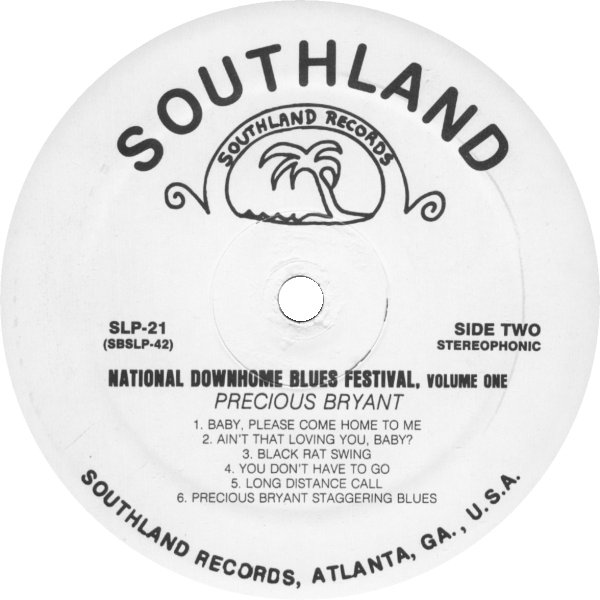 SOUTHLAND
SOUTHLAND RECORDS
SLP-21
(SBSLP-42)
SIDE TWO
STEREOPHONIC
NATIONAL DOWNHOME BLUES FESTIVAL, VOLUME ONE
PRECIOUS BRYANT
1. BABY, PLEASE COME HOME TO ME
2. AIN'T THAT LOVING YOU, BABY?
3. BLACK RAT SWING
4. YOU DON'T HAVE TO GO
5. LONG DISTANCE CALL
6. PRECIOUS BRYANT STAGGERING BLUES
SOUTHLAND RECORDS, ATLANTA, GA., U.S.A.